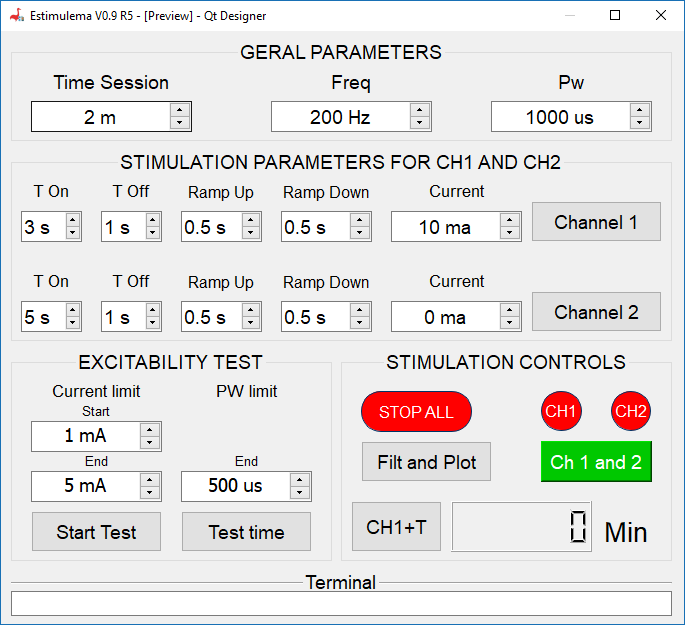 Estimulema V0.9 R5 - [Preview] - Qt Designer
GERAL PARAMETERS
Time Session Freq Pw
2 m 200 Hz 1000 us
STIMULATION PARAMETERS FOR CH1 AND CH2
T On T Off Ramp Up Ramp Down Current
3 s 1 s 0.5 s 0.5 s 10 ma Channel 1
T On T Off Ramp Up Ramp Down Current
5 s 1 s 0.5 s 0.5 s 0 ma Channel 2
EXCITABILITY TEST
Current limit PW limit
Start
1 mA
End End
5 mA 500 us
Start Test Test time
STIMULATION CONTROLS
STOP ALL CH1 CH2
Filt and Plot Ch 1 and 2
CH1+T 0 Min
Terminal